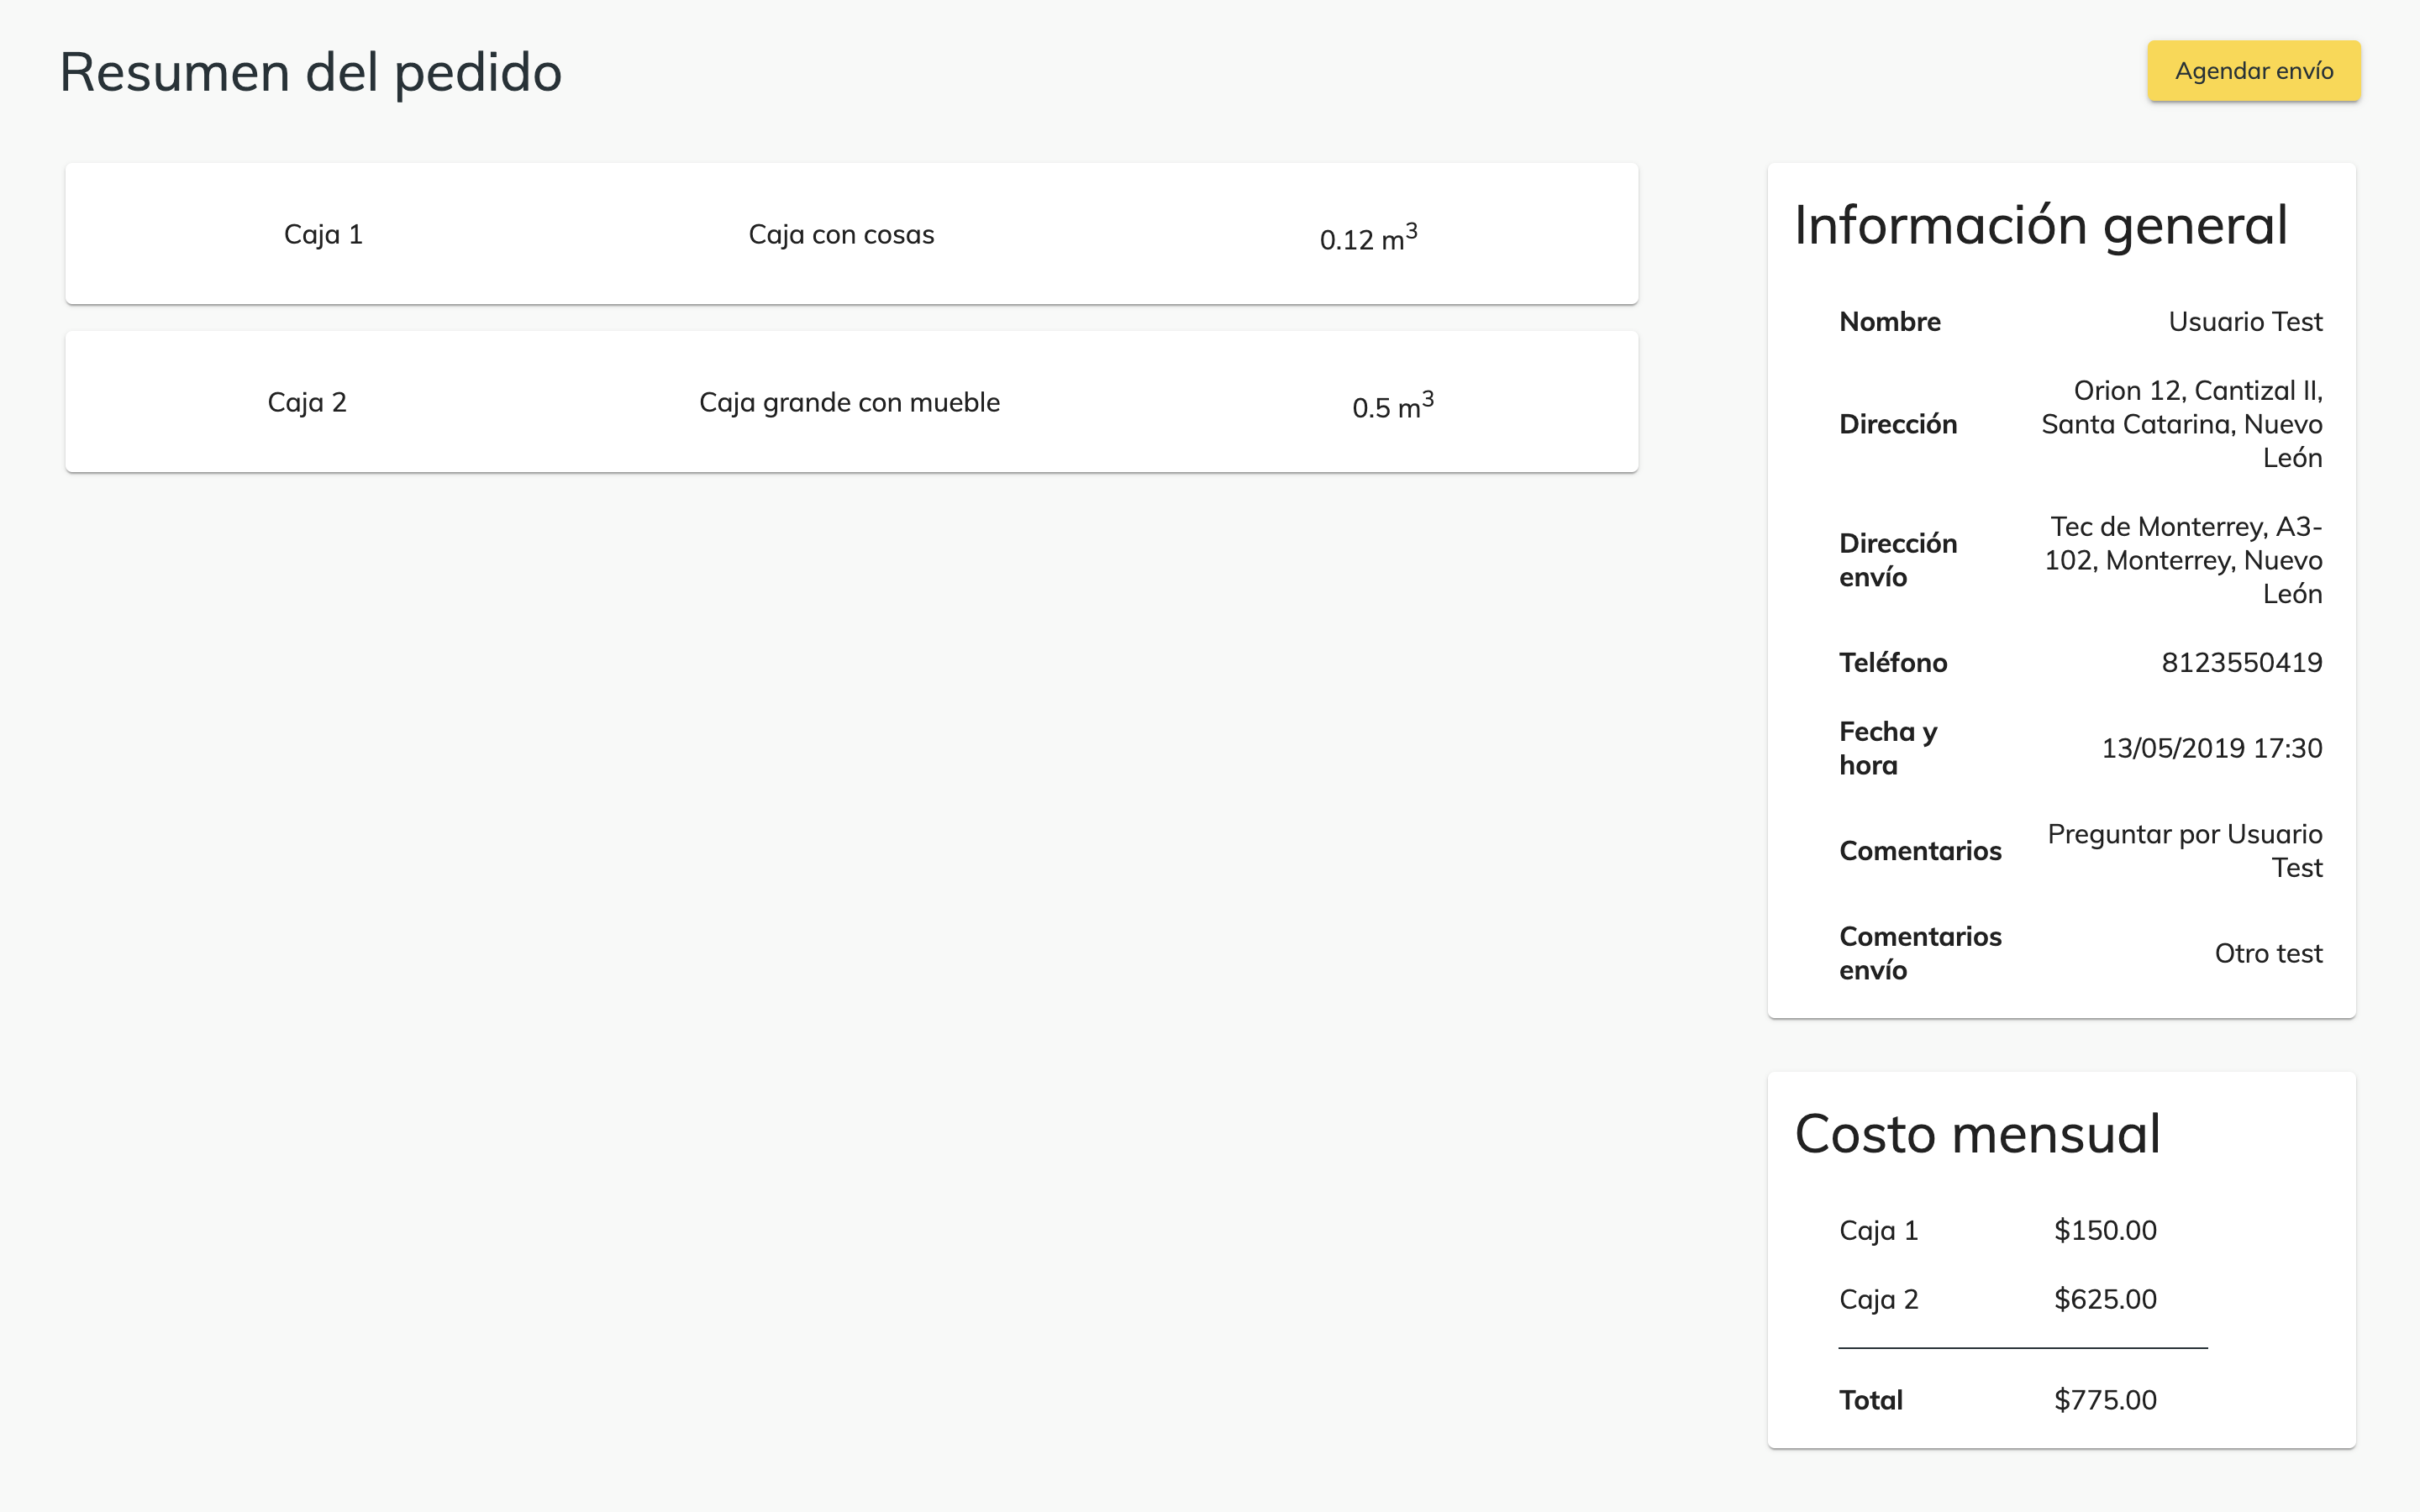 Resumen del pedido
Agendar envío
Caja 1 Caja con cosas 0.12 m³
Caja 2 Caja grande con mueble 0.5 m³
Información general
Nombre Usuario Test
Dirección Orion 12, Cantizal II,
Santa Catarina, Nuevo
León
Dirección
envío
Tec de Monterrey, A3-
102, Monterrey, Nuevo
León
Teléfono 8123550419
Fecha y
hora
13/05/2019 17:30
Comentarios Preguntar por Usuario
Test
Comentarios
envío
Otro test
Costo mensual
Caja 1 $150.00
Caja 2 $625.00
Total $775.00